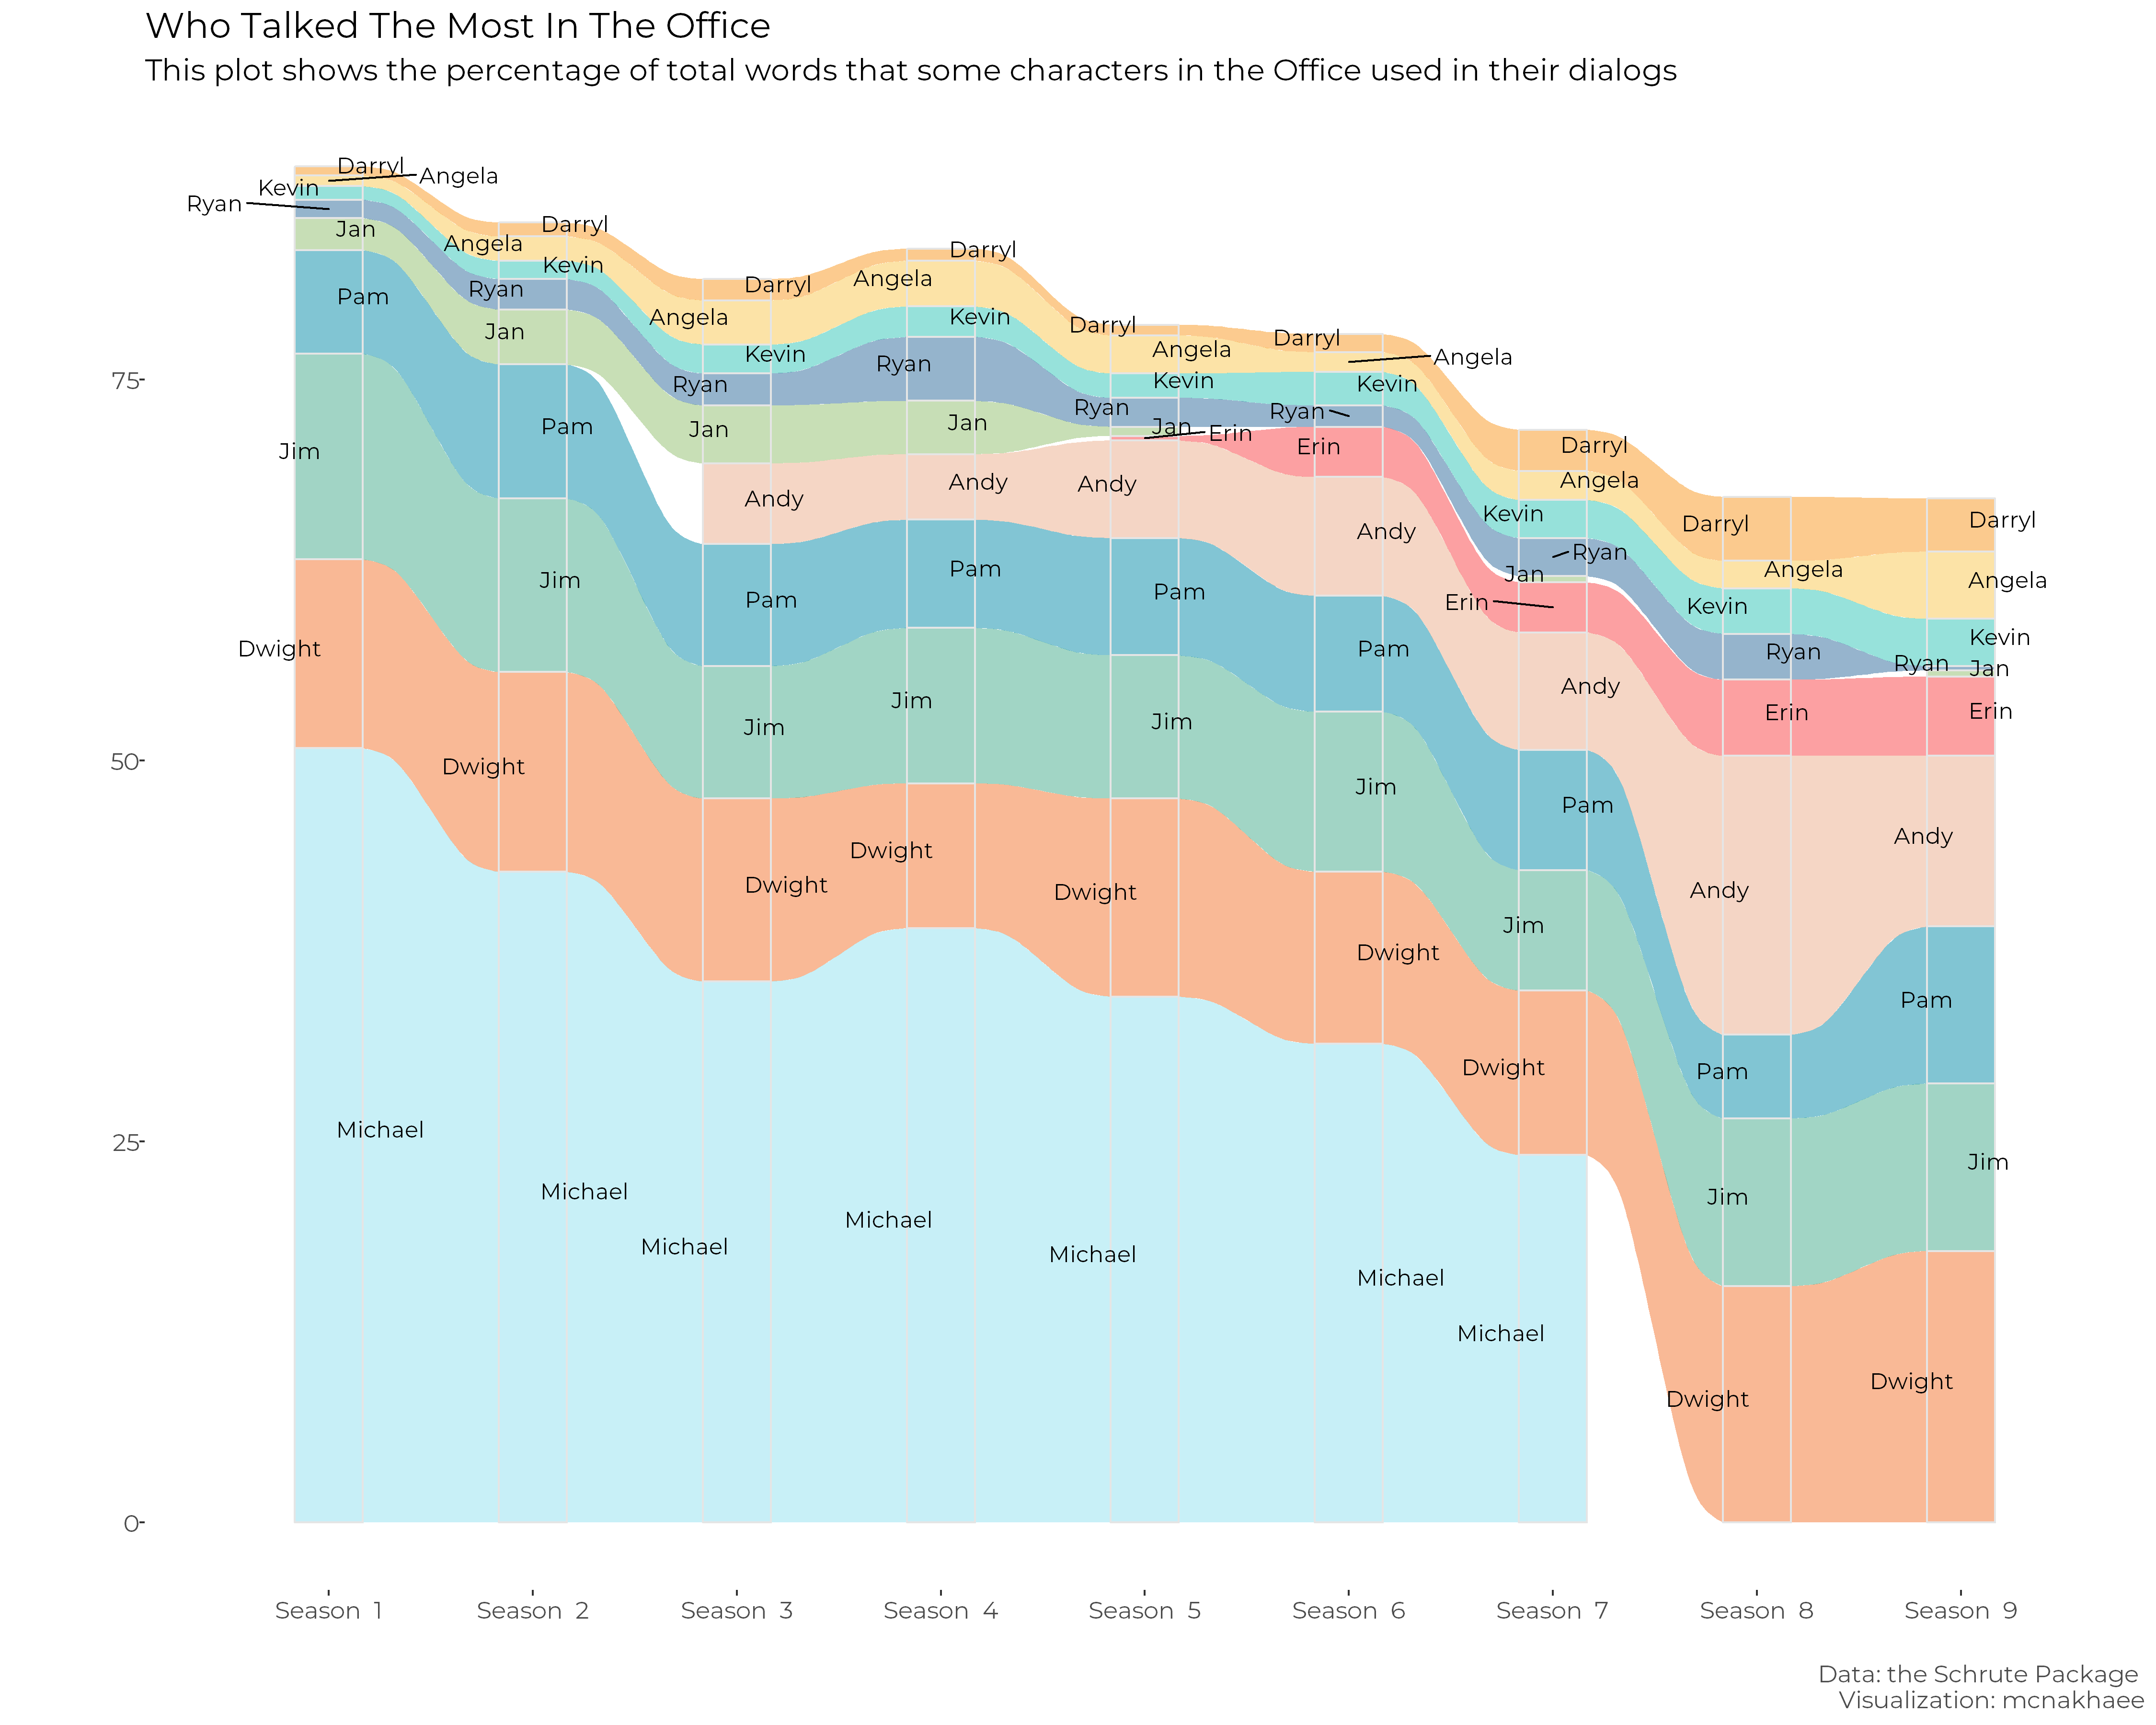 Who Talked The Most In The Office
This plot shows the percentage of total words that some characters in the Office used in their dialogs
75-
50-
25-
0-
Darryl
Angela
Kevin
Ryan
Jan
Pam
Jim
Dwight
Michael
Darryl
Angela
Kevin
Ryan
Jan
Pam
Jim
Dwight
Michael
Darryl
Angela
Kevin
Ryan
Jan
Andy
Pam
Jim
Dwight
Michael
Darryl
Angela
Kevin
Ryan
Jan
Andy
Pam
Jim
Dwight
Michael
Darryl
Angela
Kevin
Ryan
Jan
Erin
Andy
Pam
Jim
Dwight
Michael
Darryl
Angela
Kevin
Ryan
Erin
Andy
Pam
Jim
Dwight
Michael
Darryl
Angela
Kevin
Ryan
Jan
Erin
Andy
Pam
Jim
Dwight
Michael
Darryl
Angela
Kevin
Ryan
Erin
Andy
Pam
Jim
Dwight
Darryl
Angela
Kevin
Ryan
Jan
Erin
Andy
Pam
Jim
Dwight
Season 1
Season 2
Season 3
Season 4
Season 5
Season 6
Season 7
Season 8
Season 9
Data: the Schrute Package
Visualization: mcnakhaee